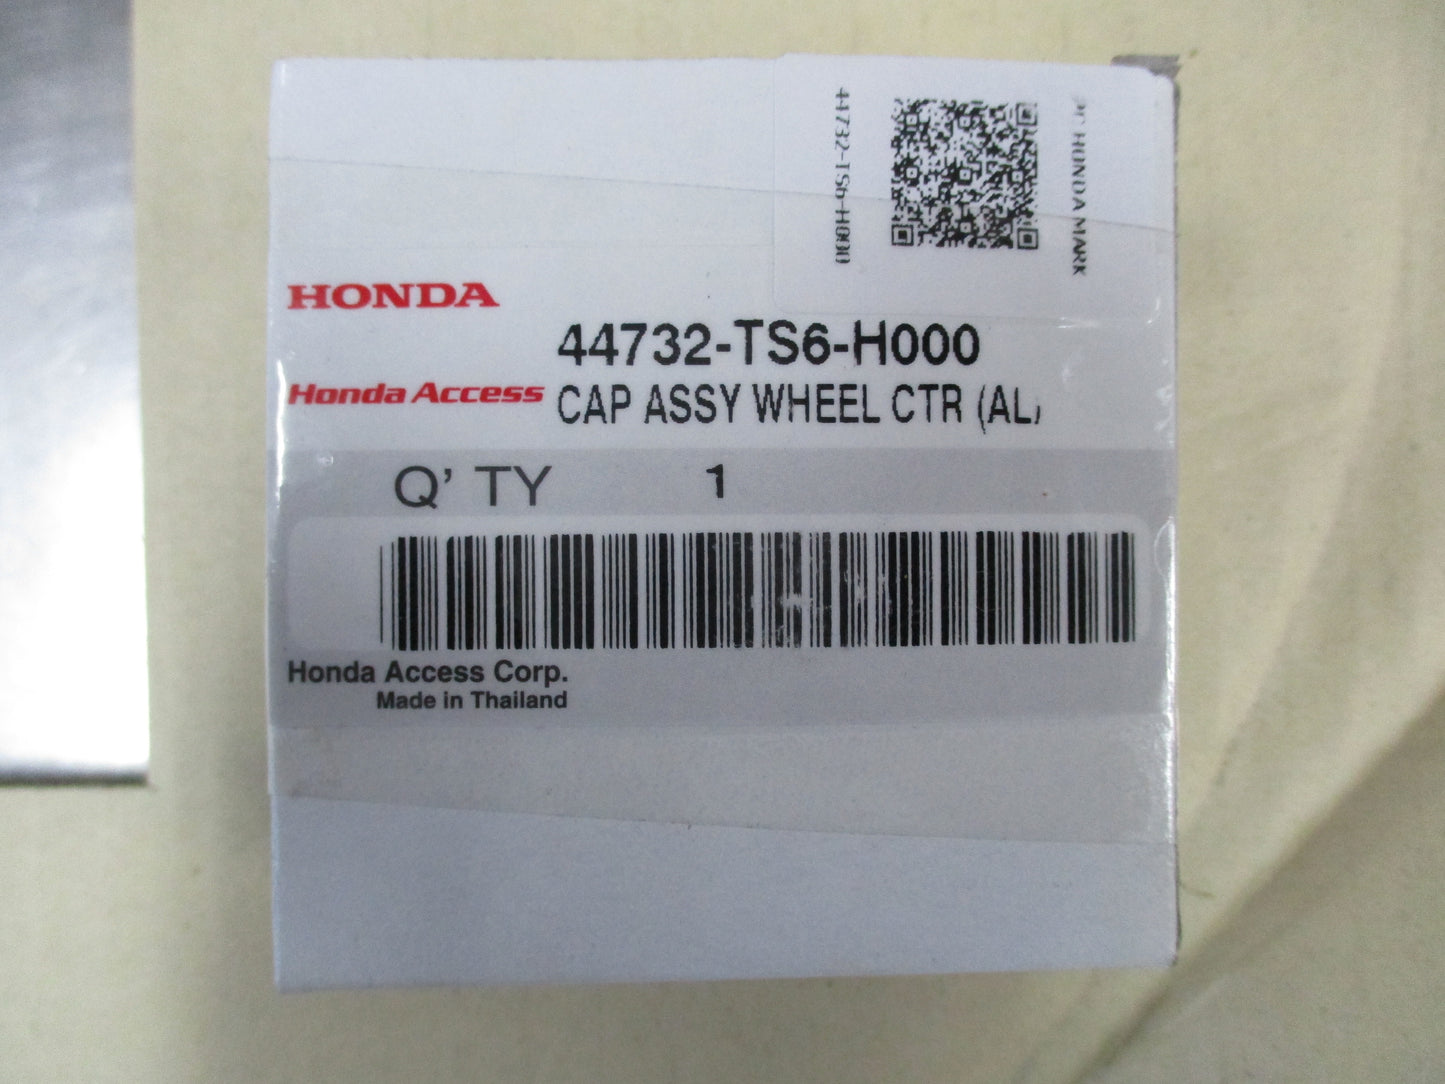 44732-TS6-H000
HONDA MARK
HONDA
44732-TS6-H000
Honda Access
CAP ASSY WHEEL CTR (AL)
Q' TY 1
Honda Access Corp.
Made in Thailand